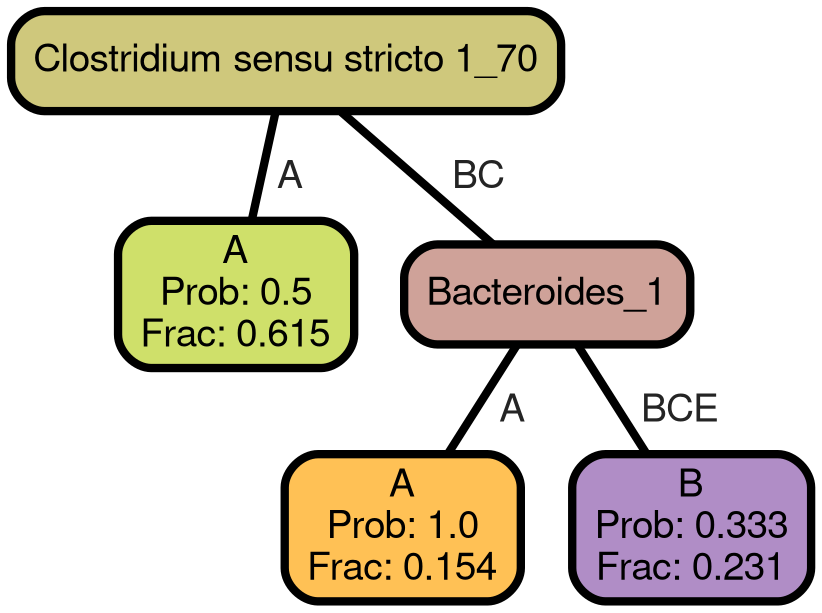 Clostridium sensu stricto 1_70
A
BC
A
Prob: 0.5
Frac: 0.615
Bacteroides_1
A
BCE
A
Prob: 1.0
Frac: 0.154
B
Prob: 0.333
Frac: 0.231